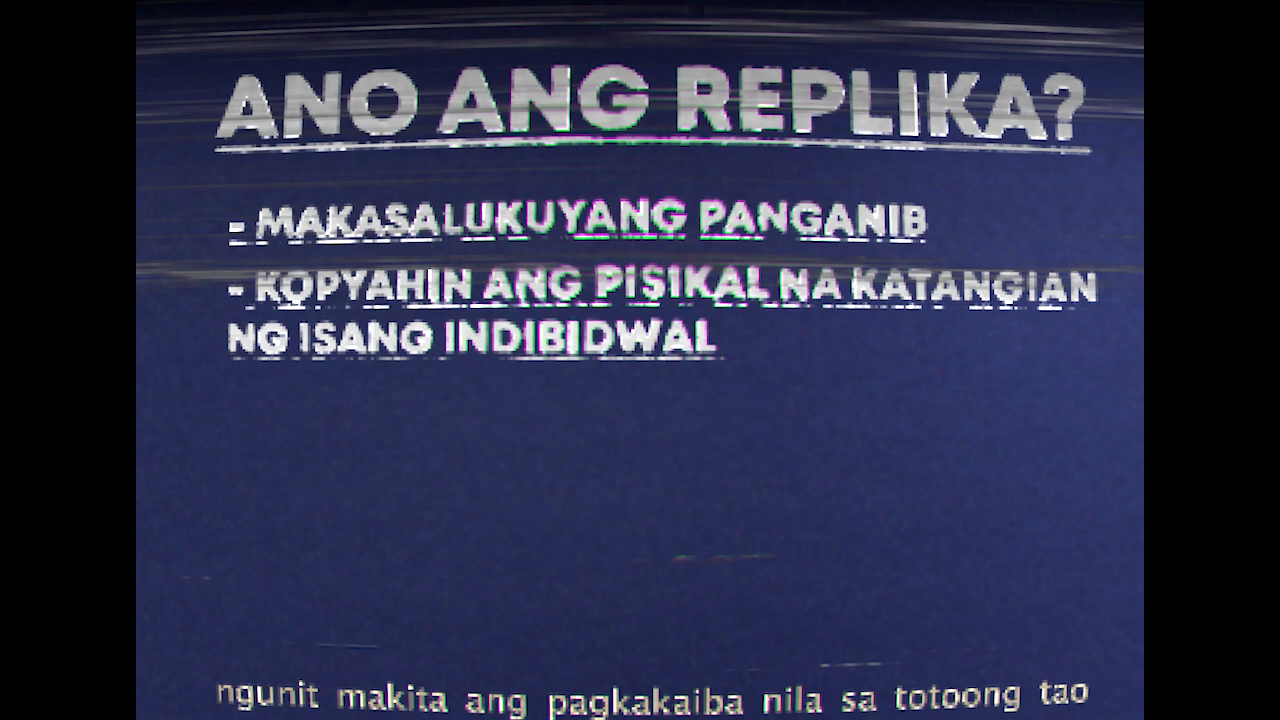 ANO ANG REPLIKA?
- MAKASALUKUYANG PANGANIB
- KOPYAHIN ANG PISIKAL NA KATANGIAN
NG ISANG INDIBIDWAL
ngunit makita ang pagkakaiba nila sa totoong tao